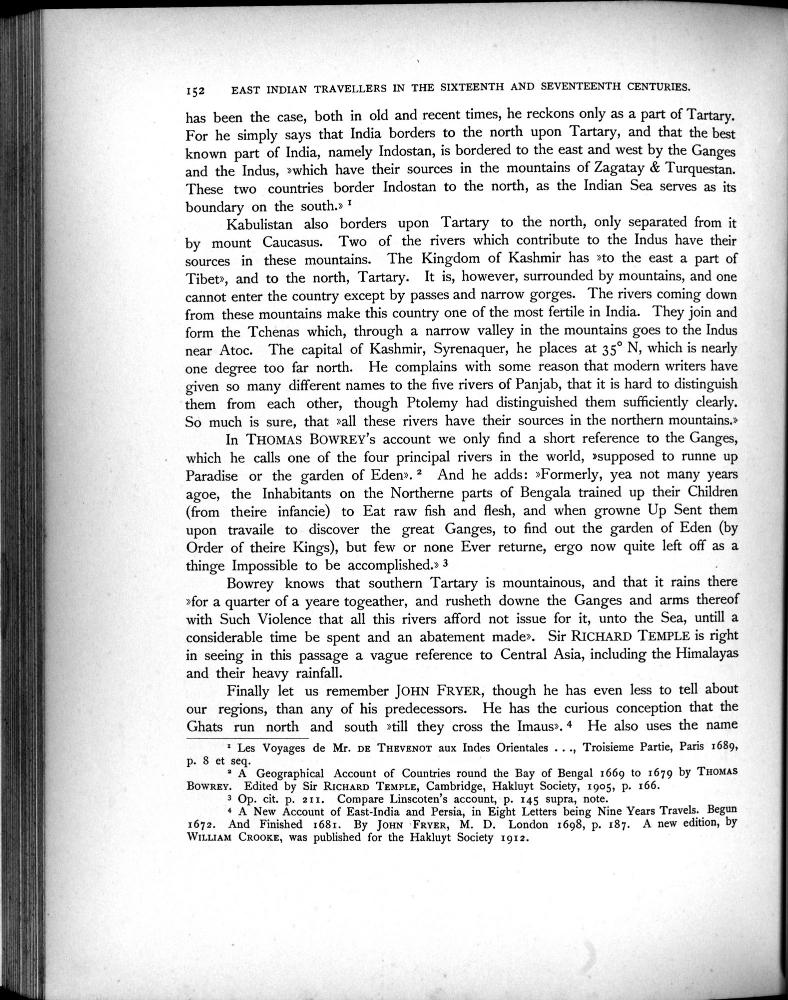 152 EAST INDIAN TRAVELLERS IN THE SIXTEENTH AND SEVENTEENTH CENTURIES.
has been the case, both in old and recent times, he reckons only as a part of Tartary.
For he simply says that India borders to the north upon Tartary, and that the best
known part of India, namely Indostan, is bordered to the east and west by the Ganges
and the Indus, »which have their sources in the mountains of Zagatay & Turquestan.
These two countries border Indostan to the north, as the Indian Sea serves as its
boundary on the south.» ¹
Kabulistan also borders upon Tartary to the north, only separated from it
by mount Caucasus. Two of the rivers which contribute to the Indus have their
sources in these mountains. The Kingdom of Kashmir has »to the east a part of
Tibet», and to the north, Tartary. It is, however, surrounded by mountains, and one
cannot enter the country except by passes and narrow gorges. The rivers coming down
from these mountains make this country one of the most fertile in India. They join and
form the Tchenas which, through a narrow valley in the mountains goes to the Indus
near Atoc. The capital of Kashmir, Syrenaquer, he places at 35° N, which is nearly
one degree too far north. He complains with some reason that modern writers have
given so many different names to the five rivers of Panjab, that it is hard to distinguish
them from each other, though Ptolemy had distinguished them sufficiently clearly.
So much is sure, that »all these rivers have their sources in the northern mountains.»
In THOMAS BOWREY's account we only find a short reference to the Ganges,
which he calls one of the four principal rivers in the world, »supposed to runne up
Paradise or the garden of Eden». ² And he adds: »Formerly, yea not many years
agoe, the Inhabitants on the Northerne parts of Bengala trained up their Children
(from theire infancie) to Eat raw fish and flesh, and when growne Up Sent them
upon travaile to discover the great Ganges, to find out the garden of Eden (by
Order of theire Kings), but few or none Ever returne, ergo now quite left off as a
thinge Impossible to be accomplished.» ³
Bowrey knows that southern Tartary is mountainous, and that it rains there
»for a quarter of a yeare togeather, and rusheth downe the Ganges and arms thereof
with Such Violence that all this rivers afford not issue for it, unto the Sea, untill a
considerable time be spent and an abatement made». Sir RICHARD TEMPLE is right
in seeing in this passage a vague reference to Central Asia, including the Himalayas
and their heavy rainfall.
Finally let us remember JOHN FRYER, though he has even less to tell about
our regions, than any of his predecessors. He has the curious conception that the
Ghats run north and south »till they cross the Imaus». ⁴ He also uses the name
¹ Les Voyages de Mr. DE THEVENOT aux Indes Orientales . . ., Troisieme Partie, Paris 1689,
p. 8 et seq.
² A Geographical Account of Countries round the Bay of Bengal 1669 to 1679 by THOMAS
BOWREY. Edited by Sir RICHARD TEMPLE, Cambridge, Hakluyt Society, 1905, p. 166.
³ Op. cit. p. 211. Compare Linscoten's account, p. 145 supra, note.
⁴ A New Account of East-India and Persia, in Eight Letters being Nine Years Travels. Begun
1672. And Finished 1681. By JOHN FRYER, M. D. London 1698, p. 187. A new edition, by
WILLIAM CROOKE, was published for the Hakluyt Society 1912.